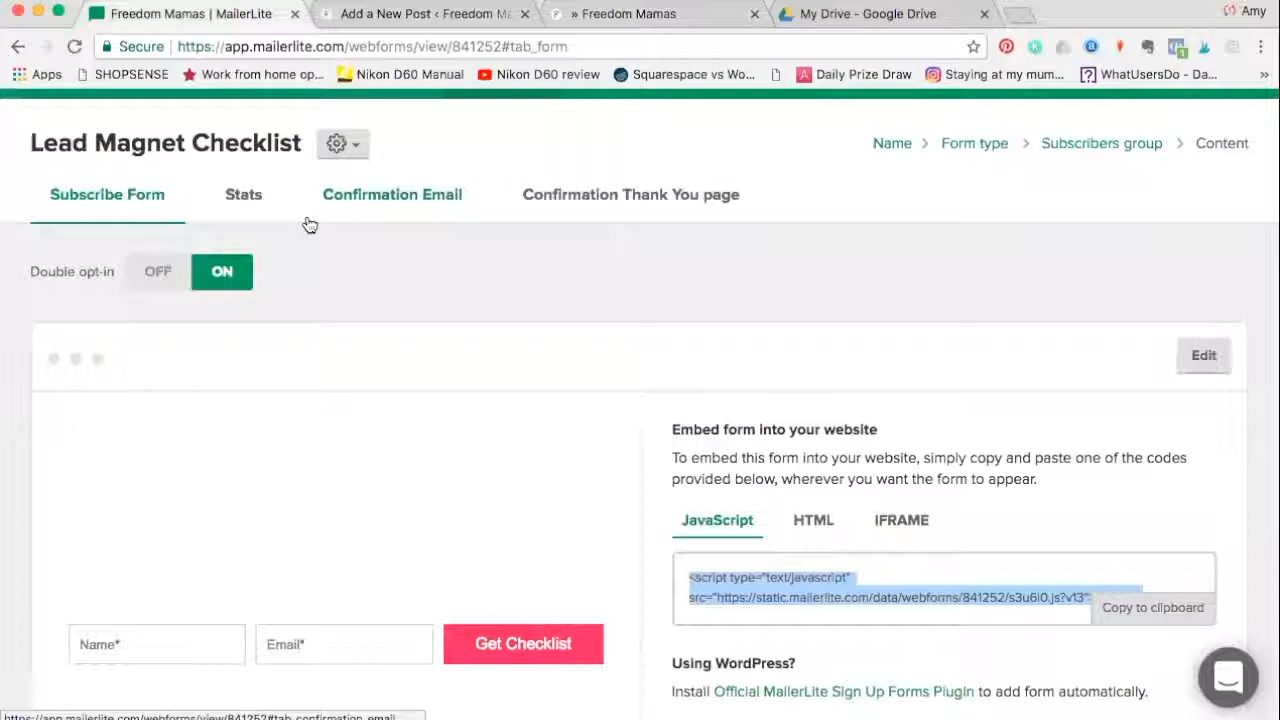 Freedom Mamas | MailerLite
Add a New Post ‹ Freedom M
» Freedom Mamas
My Drive - Google Drive
Amy
Secure
https://app.mailerlite.com/webforms/view/841252#tab_form
Apps
SHOPSENSE
Work from home op...
Nikon D60 Manual
Nikon D60 review
Squarespace vs Wo...
Daily Prize Draw
Staying at my mum...
WhatUsersDo - Da...
»
Lead Magnet Checklist
Name > Form type > Subscribers group > Content
Subscribe Form
Stats
Confirmation Email
Confirmation Thank You page
Double opt-in
OFF
ON
Edit
Embed form into your website
To embed this form into your website, simply copy and paste one of the codes
provided below, wherever you want the form to appear.
JavaScript
HTML
IFRAME
<script type="text/javascript"
src="https://static.mailerlite.com/data/webforms/841252/s3u6l0.js?v13"
Copy to clipboard
Name*
Email*
Get Checklist
Using WordPress?
Install Official MailerLite Sign Up Forms Plugin to add form automatically.
https://app.mailerlite.com/webforms/view/841252#tab_confirmation_email